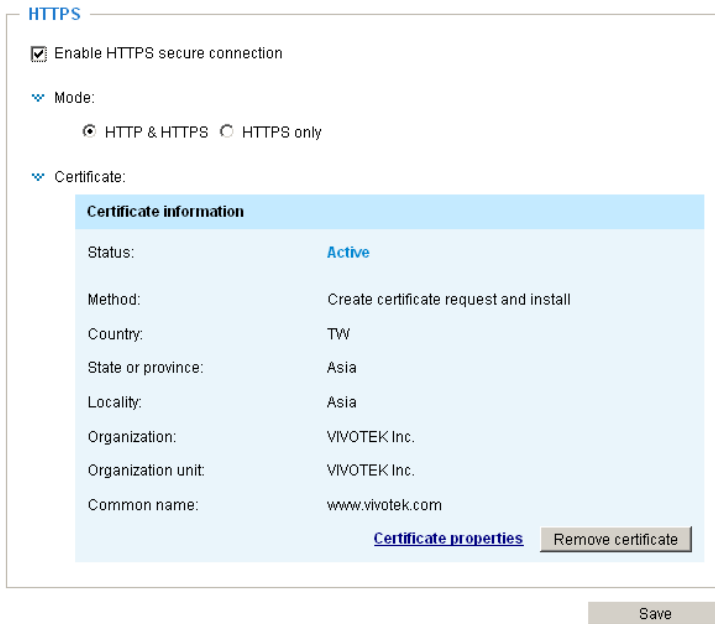 HTTPS
Enable HTTPS secure connection
Mode:
HTTP & HTTPS HTTPS only
Certificate:
Certificate information
Status: Active
Method: Create certificate request and install
Country: TW
State or province: Asia
Locality: Asia
Organization: VIVOTEK Inc.
Organization unit: VIVOTEK Inc.
Common name: www.vivotek.com
Certificate properties Remove certificate
Save